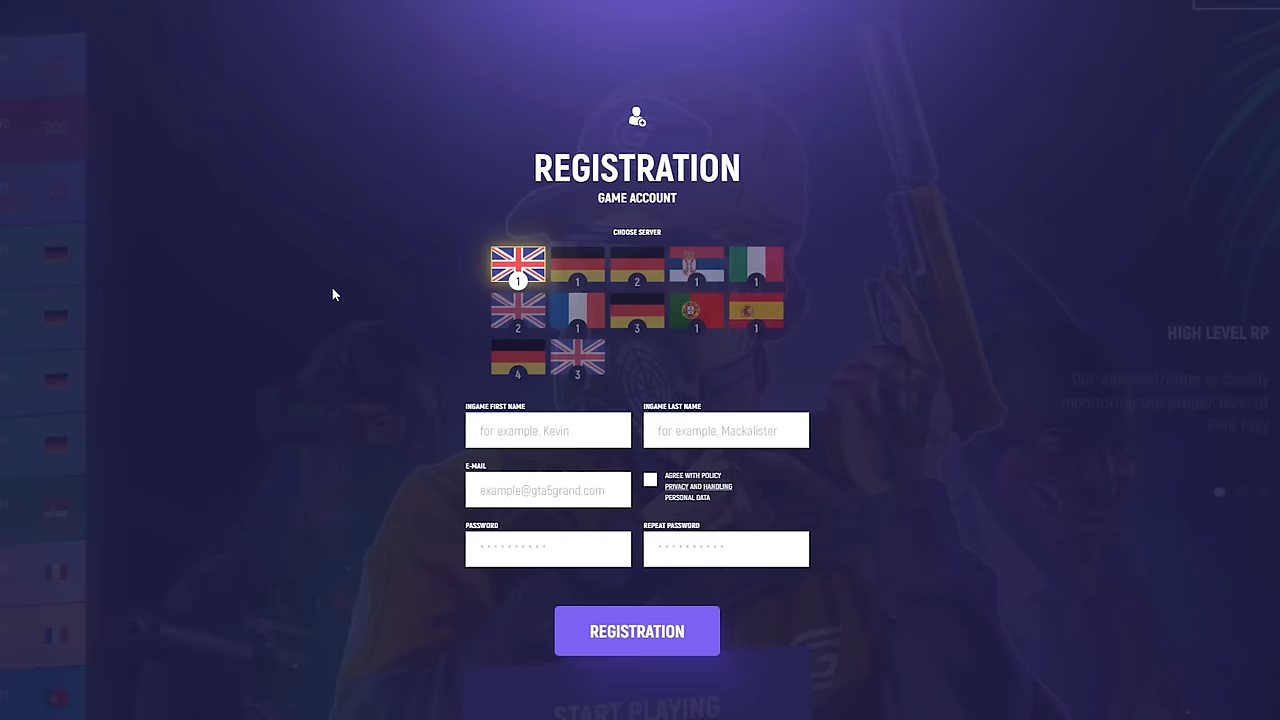 REGISTRATION
GAME ACCOUNT
CHOOSE SERVER
1 1 2 1 1
2 1 3 1 1
4 3
INGAME FIRST NAME INGAME LAST NAME
for example, Kevin for example, Mackalister
E-MAIL
example@gta5grand.com
AGREE WITH POLICY
PRIVACY AND HANDLING
PERSONAL DATA
PASSWORD REPEAT PASSWORD
REGISTRATION
START PLAYING
HIGH LEVEL RP
Our administration is closely
monitoring the proper level of
Role Play